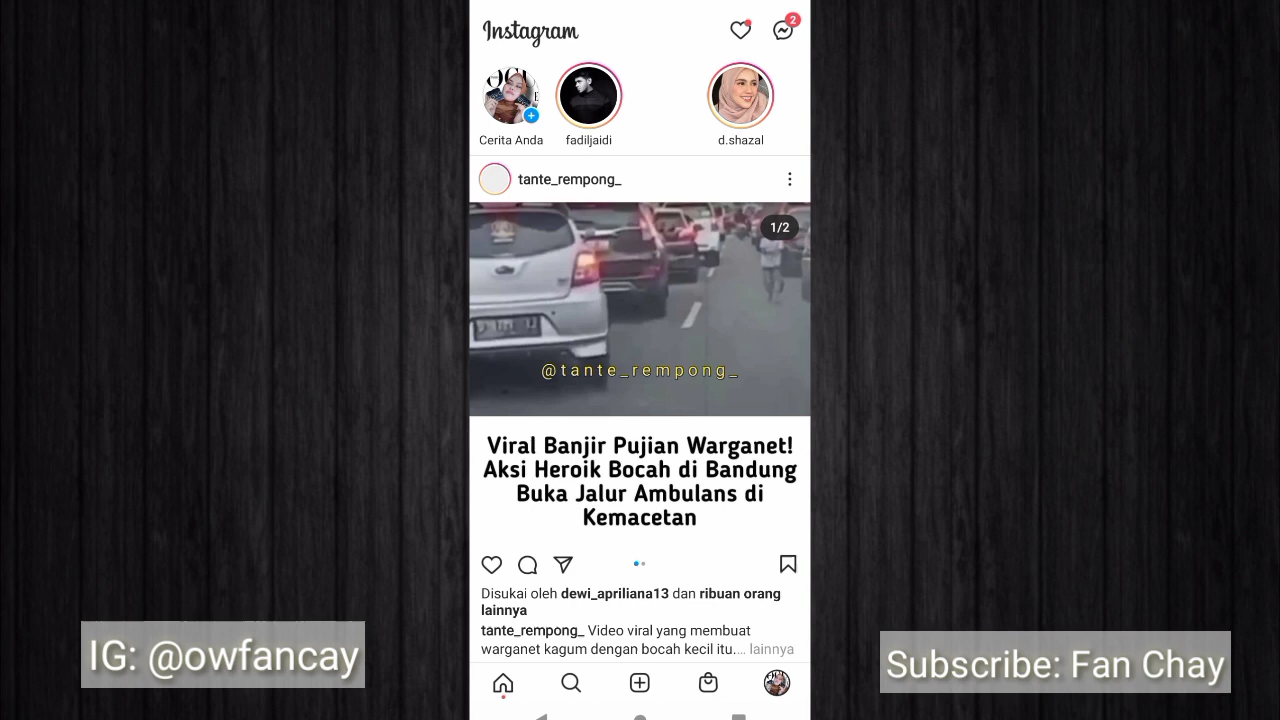 Instagram
2
Cerita Anda
fadiljaidi
d.shazal
tante_rempong_
1/2
@tante_rempong_
Viral Banjir Pujian Warganet!
Aksi Heroik Bocah di Bandung
Buka Jalur Ambulans di
Kemacetan
Disukai oleh dewi_apriliana13 dan ribuan orang
lainnya
tante_rempong_ Video viral yang membuat
warganet kagum dengan bocah kecil itu.... lainnya
IG: @owfancay
Subscribe: Fan Chay